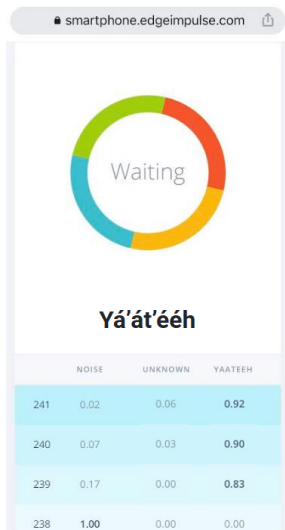 smartphone.edgeimpulse.com
Waiting
Yá’át’ééh
NOISE UNKNOWN YAATEEH
241 0.02 0.06 0.92
240 0.07 0.03 0.90
239 0.17 0.00 0.83
238 1.00 0.00 0.00